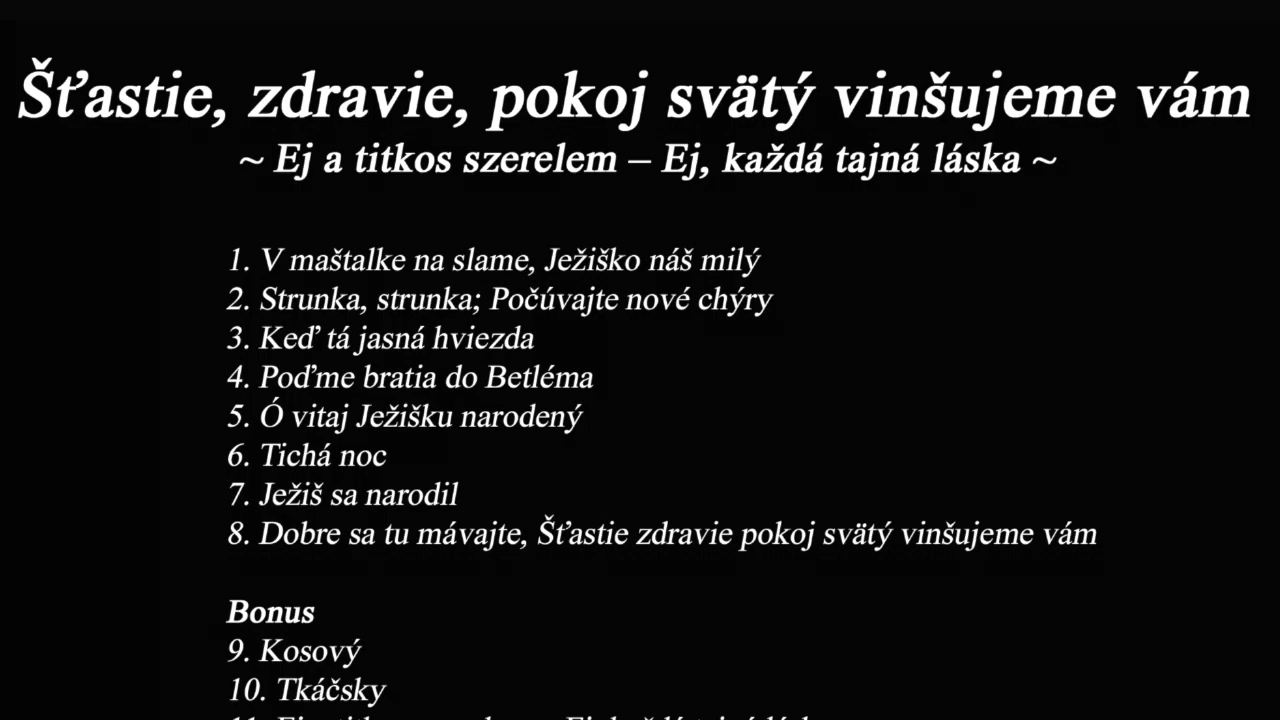 Šťastie, zdravie, pokoj svätý vinšujeme vám
~ Ej a titkos szerelem – Ej, každá tajná láska ~
1. V maštalke na slame, Ježiško náš milý
2. Strunka, strunka; Počúvajte nové chýry
3. Keď tá jasná hviezda
4. Poďme bratia do Betléma
5. Ó vitaj Ježišku narodený
6. Tichá noc
7. Ježiš sa narodil
8. Dobre sa tu mávajte, Šťastie zdravie pokoj svätý vinšujeme vám
Bonus
9. Kosový
10. Tkáčsky